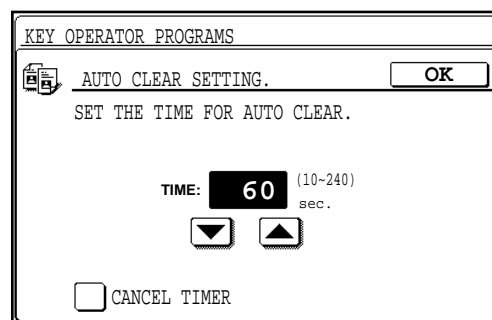 KEY OPERATOR PROGRAMS
AUTO CLEAR SETTING.
OK
SET THE TIME FOR AUTO CLEAR.
TIME: 60 (10~240) sec.
CANCEL TIMER